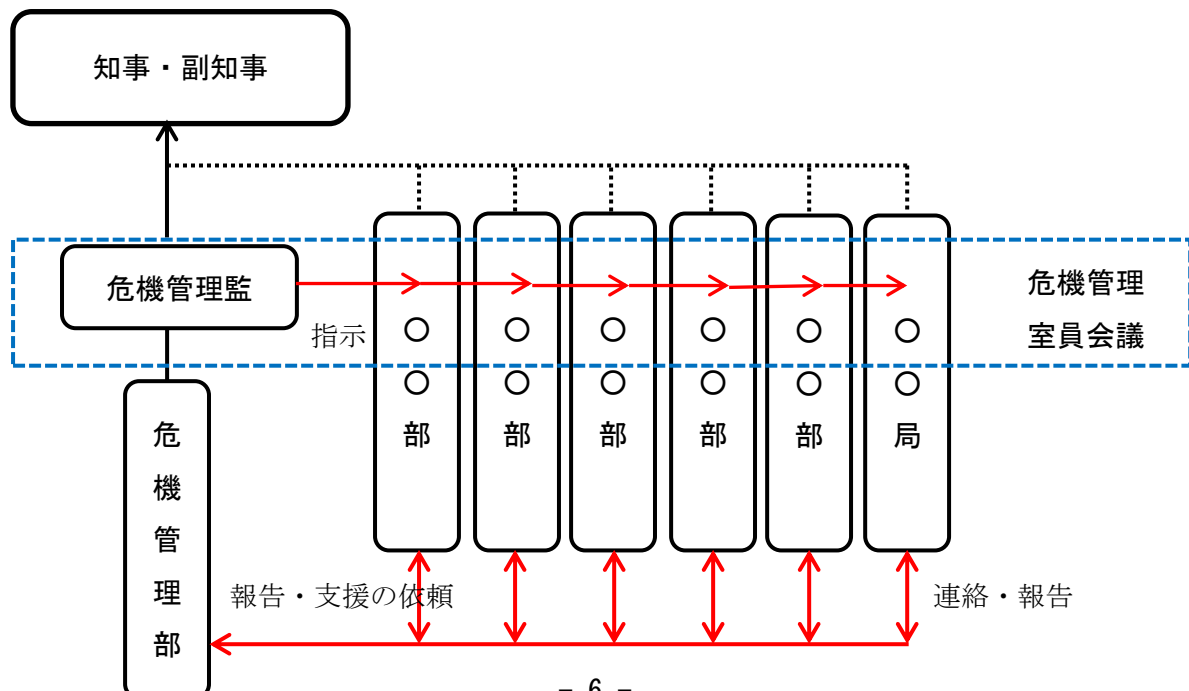 知事・副知事
危機管理監
指示
危機管理
室員会議
○○部
○○部
○○部
○○部
○○部
○○局
危機管理部
報告・支援の依頼
連絡・報告
- 6 -